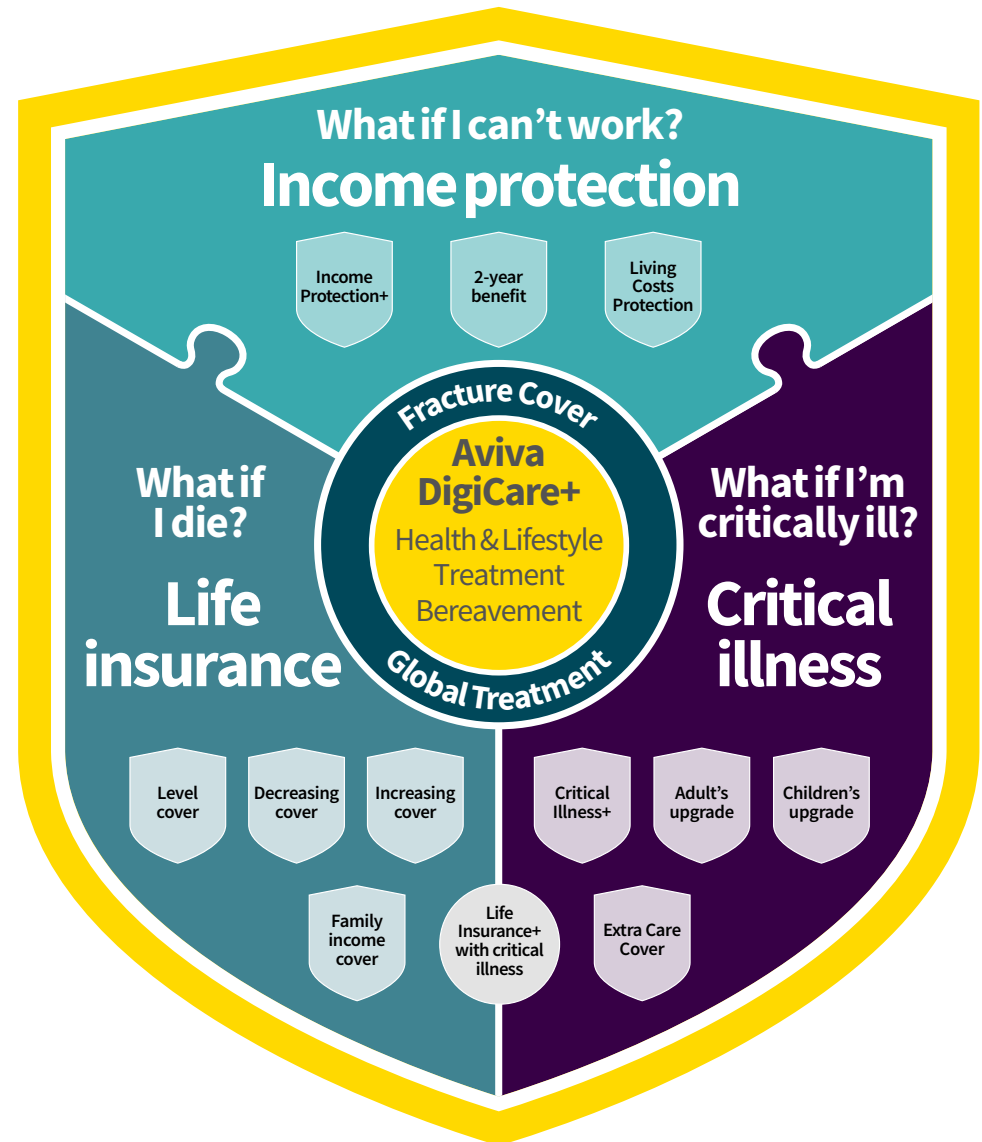 What if I can't work?
Income protection
Income
Protection+
2-year
benefit
Living
Costs
Protection
Fracture Cover
Aviva
DigiCare+
Health & Lifestyle
Treatment
Bereavement
Global Treatment
What if
I die?
Life
insurance
What if I'm
critically ill?
Critical
illness
Level
cover
Decreasing
cover
Increasing
cover
Critical
Illness+
Adult's
upgrade
Children's
upgrade
Family
income
cover
Life
Insurance+
with critical
illness
Extra Care
Cover